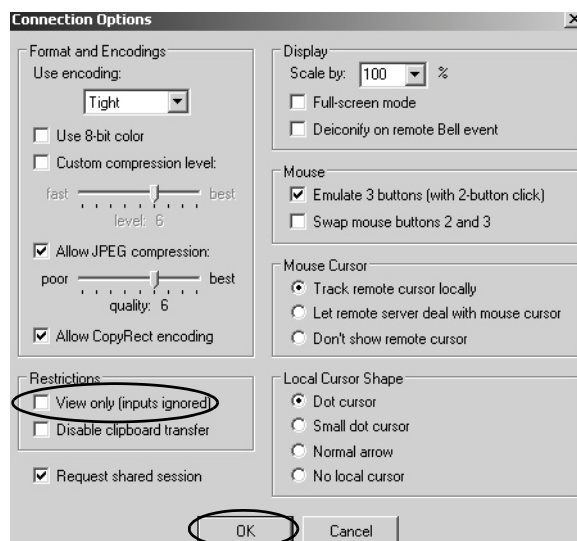 Connection Options
Format and Encodings
Use encoding:
Tight
Use 8-bit color
Custom compression level:
fast best
level: 6
Allow JPEG compression:
poor best
quality: 6
Allow CopyRect encoding
Restrictions
View only (inputs ignored)
Disable clipboard transfer
Request shared session
Display
Scale by: 100 %
Full-screen mode
Deiconify on remote Bell event
Mouse
Emulate 3 buttons (with 2-button click)
Swap mouse buttons 2 and 3
Mouse Cursor
Track remote cursor locally
Let remote server deal with mouse cursor
Don't show remote cursor
Local Cursor Shape
Dot cursor
Small dot cursor
Normal arrow
No local cursor
OK Cancel